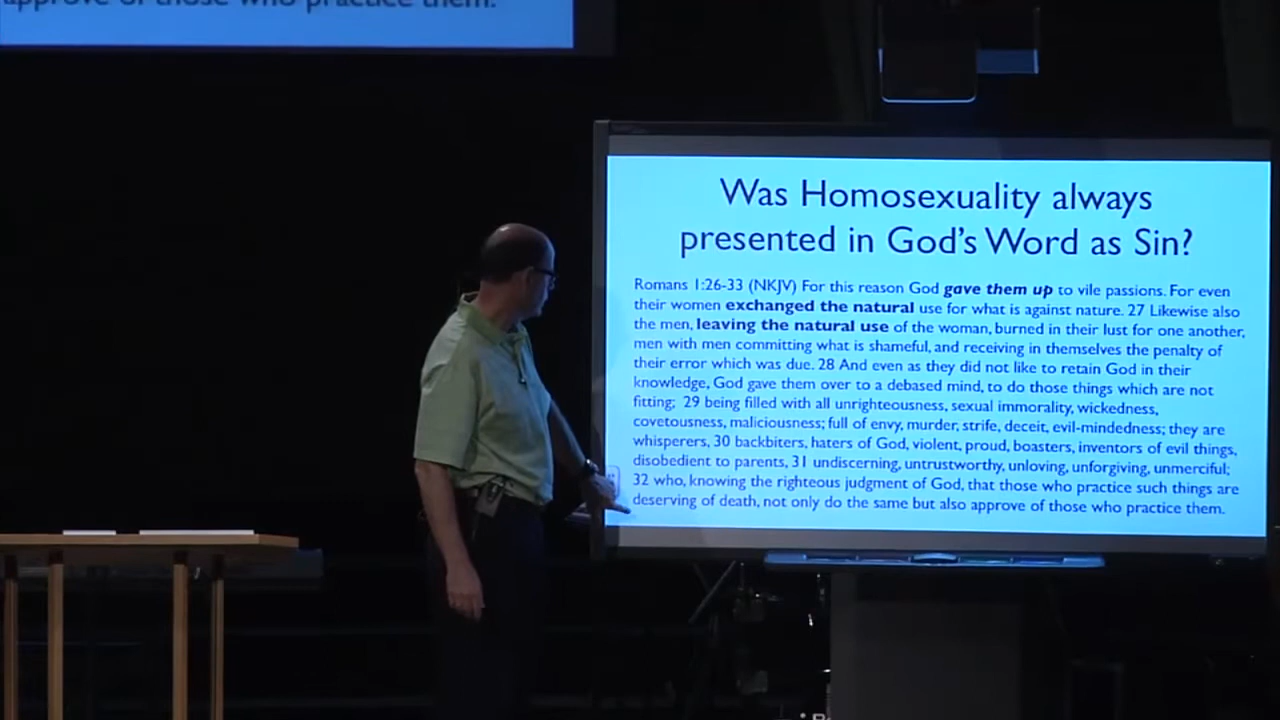 approve of those who practice them.
Was Homosexuality always
presented in God's Word as Sin?
Romans 1:26-33 (NKJV) For this reason God gave them up to vile passions. For even
their women exchanged the natural use for what is against nature. 27 Likewise also
the men, leaving the natural use of the woman, burned in their lust for one another,
men with men committing what is shameful, and receiving in themselves the penalty of
their error which was due. 28 And even as they did not like to retain God in their
knowledge, God gave them over to a debased mind, to do those things which are not
fitting; 29 being filled with all unrighteousness, sexual immorality, wickedness,
covetousness, maliciousness; full of envy, murder, strife, deceit, evil-mindedness; they are
whisperers, 30 backbiters, haters of God, violent, proud, boasters, inventors of evil things,
disobedient to parents, 31 undiscerning, untrustworthy, unloving, unforgiving, unmerciful;
32 who, knowing the righteous judgment of God, that those who practice such things are
deserving of death, not only do the same but also approve of those who practice them.